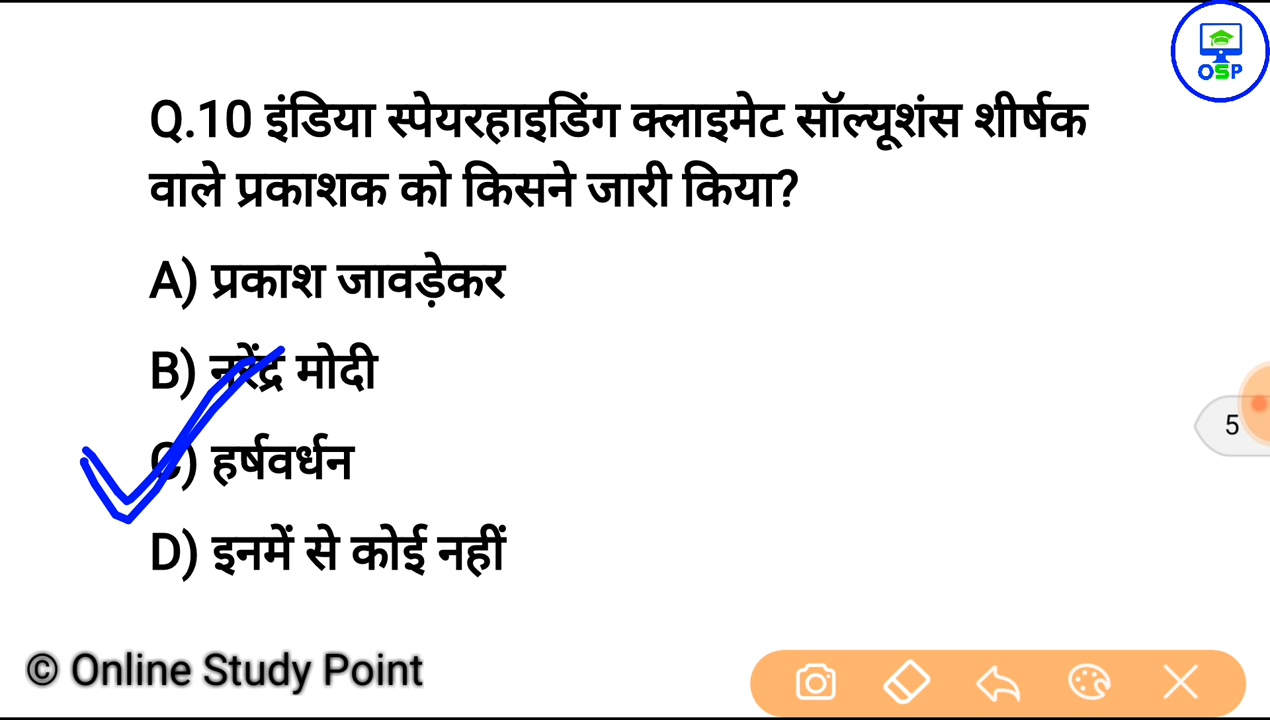 OSP
Q.10 इंडिया स्पेयरहाइडिंग क्लाइमेट सॉल्यूशंस शीर्षक
वाले प्रकाशक को किसने जारी किया?
A) प्रकाश जावड़ेकर
B) नरेंद्र मोदी
C) हर्षवर्धन
5
D) इनमें से कोई नहीं
© Online Study Point